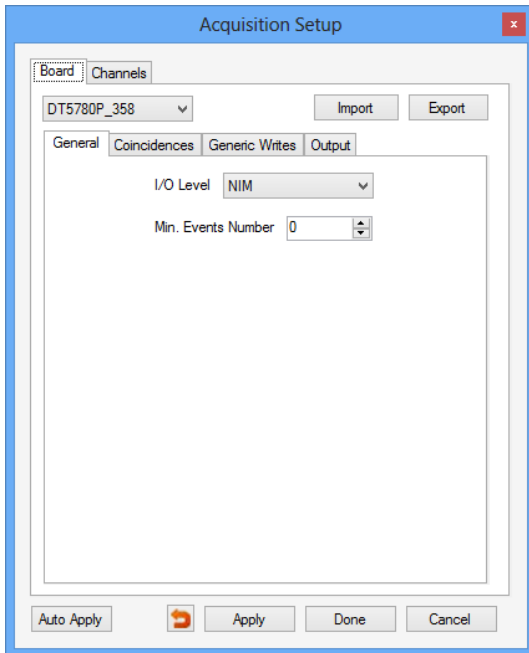 Acquisition Setup
x
Board Channels
DT5780P_358 Import Export
General Coincidences Generic Writes Output
I/O Level NIM
Min. Events Number 0
Auto Apply Apply Done Cancel